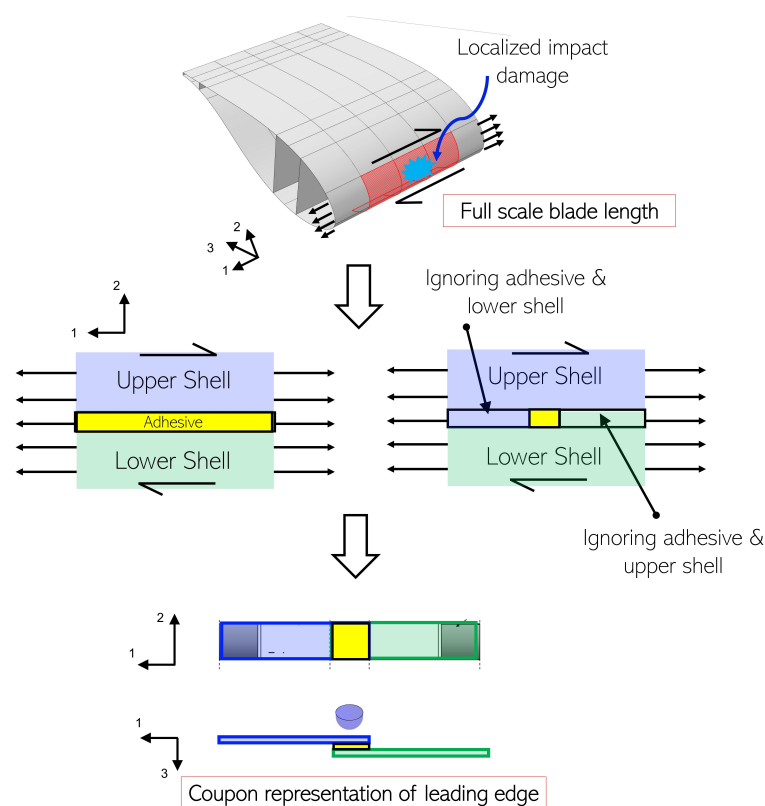 Localized impact
damage
Full scale blade length
2
3
1
Ignoring adhesive &
lower shell
2
1
Upper Shell
Adhesive
Lower Shell
Upper Shell
Lower Shell
Ignoring adhesive &
upper shell
2
1
1
3
Coupon representation of leading edge